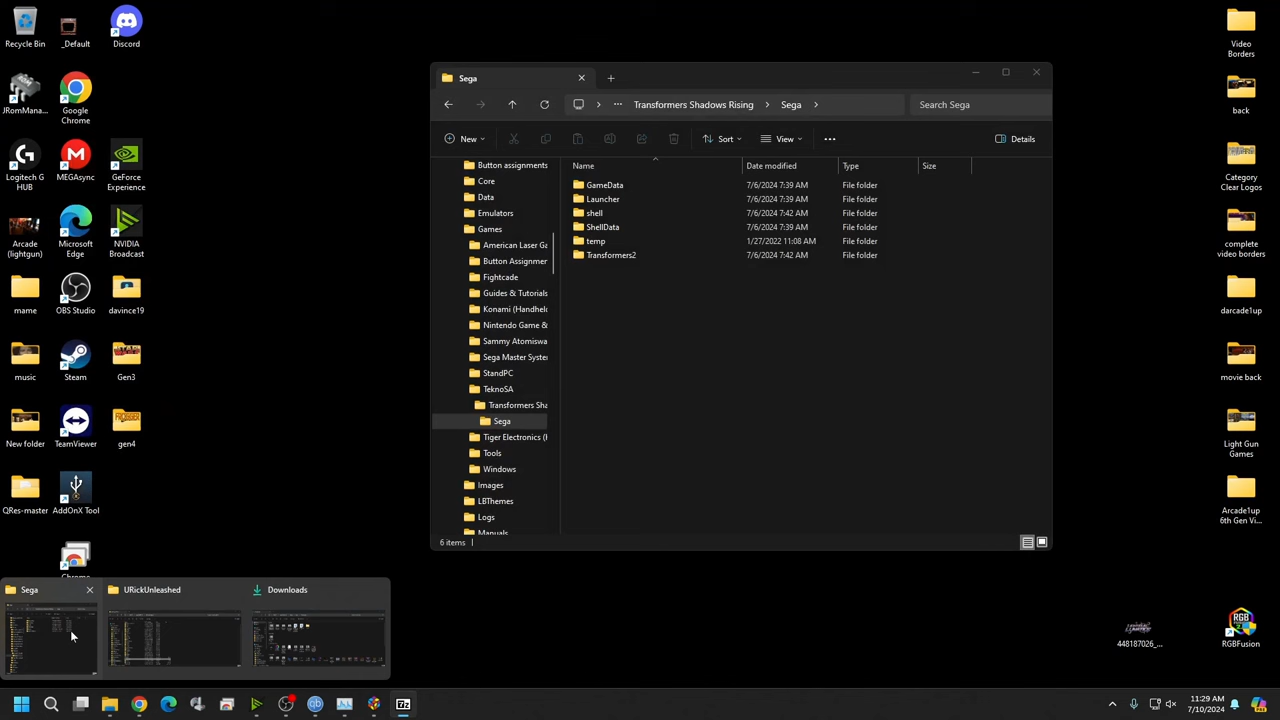 Recycle Bin
_Default
Discord
JRomMana...
Google
Chrome
Logitech G
HUB
MEGAsync
GeForce
Experience
Arcade
(lightgun)
Microsoft
Edge
NVIDIA
Broadcast
mame
OBS Studio
davince19
music
Steam
Gen3
New folder
TeamViewer
gen4
QRes-master
AddOnX Tool
Sega
Transformers Shadows Rising
Sega
Search Sega
New
Sort
View
Details
Name
Date modified
Type
Size
GameData
7/6/2024 7:39 AM
File folder
Launcher
7/6/2024 7:39 AM
File folder
shell
7/6/2024 7:42 AM
File folder
ShellData
7/6/2024 7:39 AM
File folder
temp
1/27/2022 11:08 AM
File folder
Transformers2
7/6/2024 7:42 AM
File folder
Button assignments
Core
Data
Emulators
Games
American Laser Ga
Button Assignmer
Fightcade
Guides & Tutorials
Konami (Handhelc
Nintendo Game &
Sammy Atomiswa
Sega Master System
StandPC
TeknoSA
Transformers Sha
Sega
Tiger Electronics (H
Tools
Windows
Images
LBThemes
Logs
Manuals
6 items
Video
Borders
back
Category
Clear Logos
complete
video borders
darcade1up
movie back
Light Gun
Games
Arcade1up
6th Gen Vi...
448187026_...
RGBFusion
Sega
URickUnleashed
Downloads
11:29 AM
7/10/2024